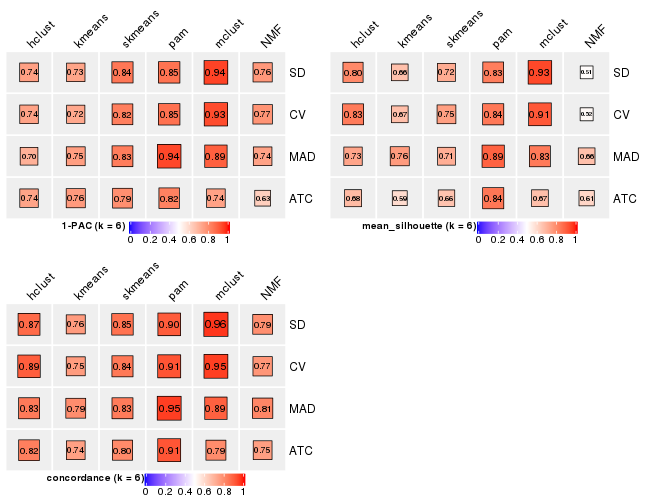 hclust kmeans skmeans pam mclust NMF
0.74 0.73 0.84 0.85 0.94 0.76 SD
0.74 0.72 0.82 0.85 0.93 0.77 CV
0.70 0.75 0.83 0.94 0.89 0.74 MAD
0.74 0.76 0.79 0.82 0.74 0.63 ATC
1-PAC (k = 6)
0 0.2 0.4 0.6 0.8 1
hclust kmeans skmeans pam mclust NMF
0.80 0.66 0.72 0.83 0.93 0.51 SD
0.83 0.67 0.75 0.84 0.91 0.52 CV
0.73 0.76 0.71 0.89 0.83 0.66 MAD
0.68 0.59 0.66 0.84 0.67 0.61 ATC
mean_silhouette (k = 6)
0 0.2 0.4 0.6 0.8 1
hclust kmeans skmeans pam mclust NMF
0.87 0.76 0.85 0.90 0.96 0.79 SD
0.89 0.75 0.84 0.91 0.95 0.77 CV
0.83 0.79 0.83 0.95 0.89 0.81 MAD
0.82 0.74 0.80 0.91 0.79 0.75 ATC
concordance (k = 6)
0 0.2 0.4 0.6 0.8 1